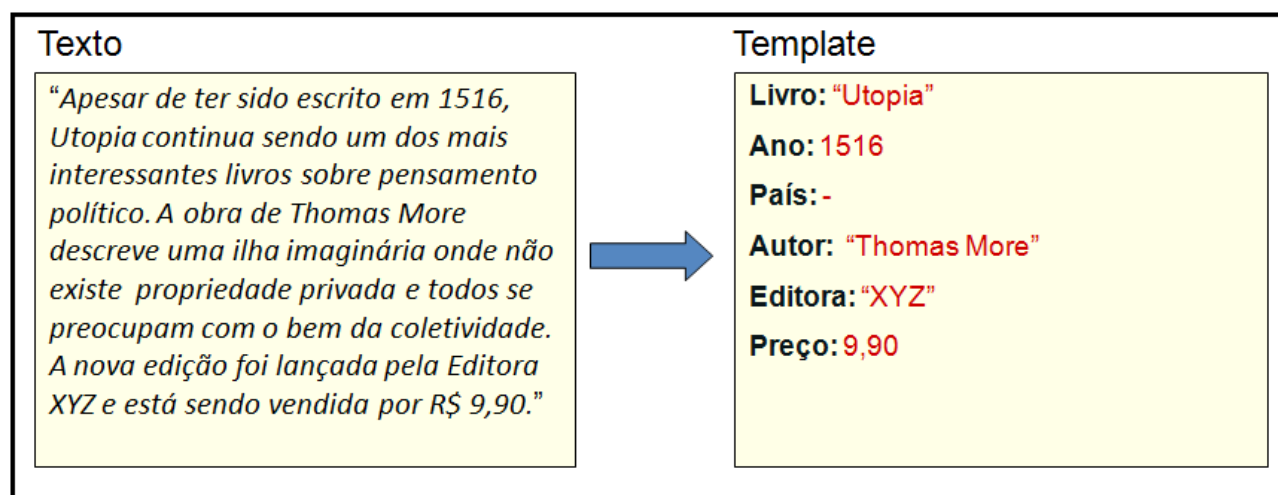 Texto
“Apesar de ter sido escrito em 1516,
Utopia continua sendo um dos mais
interessantes livros sobre pensamento
político. A obra de Thomas More
descreve uma ilha imaginária onde não
existe propriedade privada e todos se
preocupam com o bem da coletividade.
A nova edição foi lançada pela Editora
XYZ e está sendo vendida por R$ 9,90.”
Template
Livro: “Utopia”
Ano: 1516
País: -
Autor: “Thomas More”
Editora: “XYZ”
Preço: 9,90